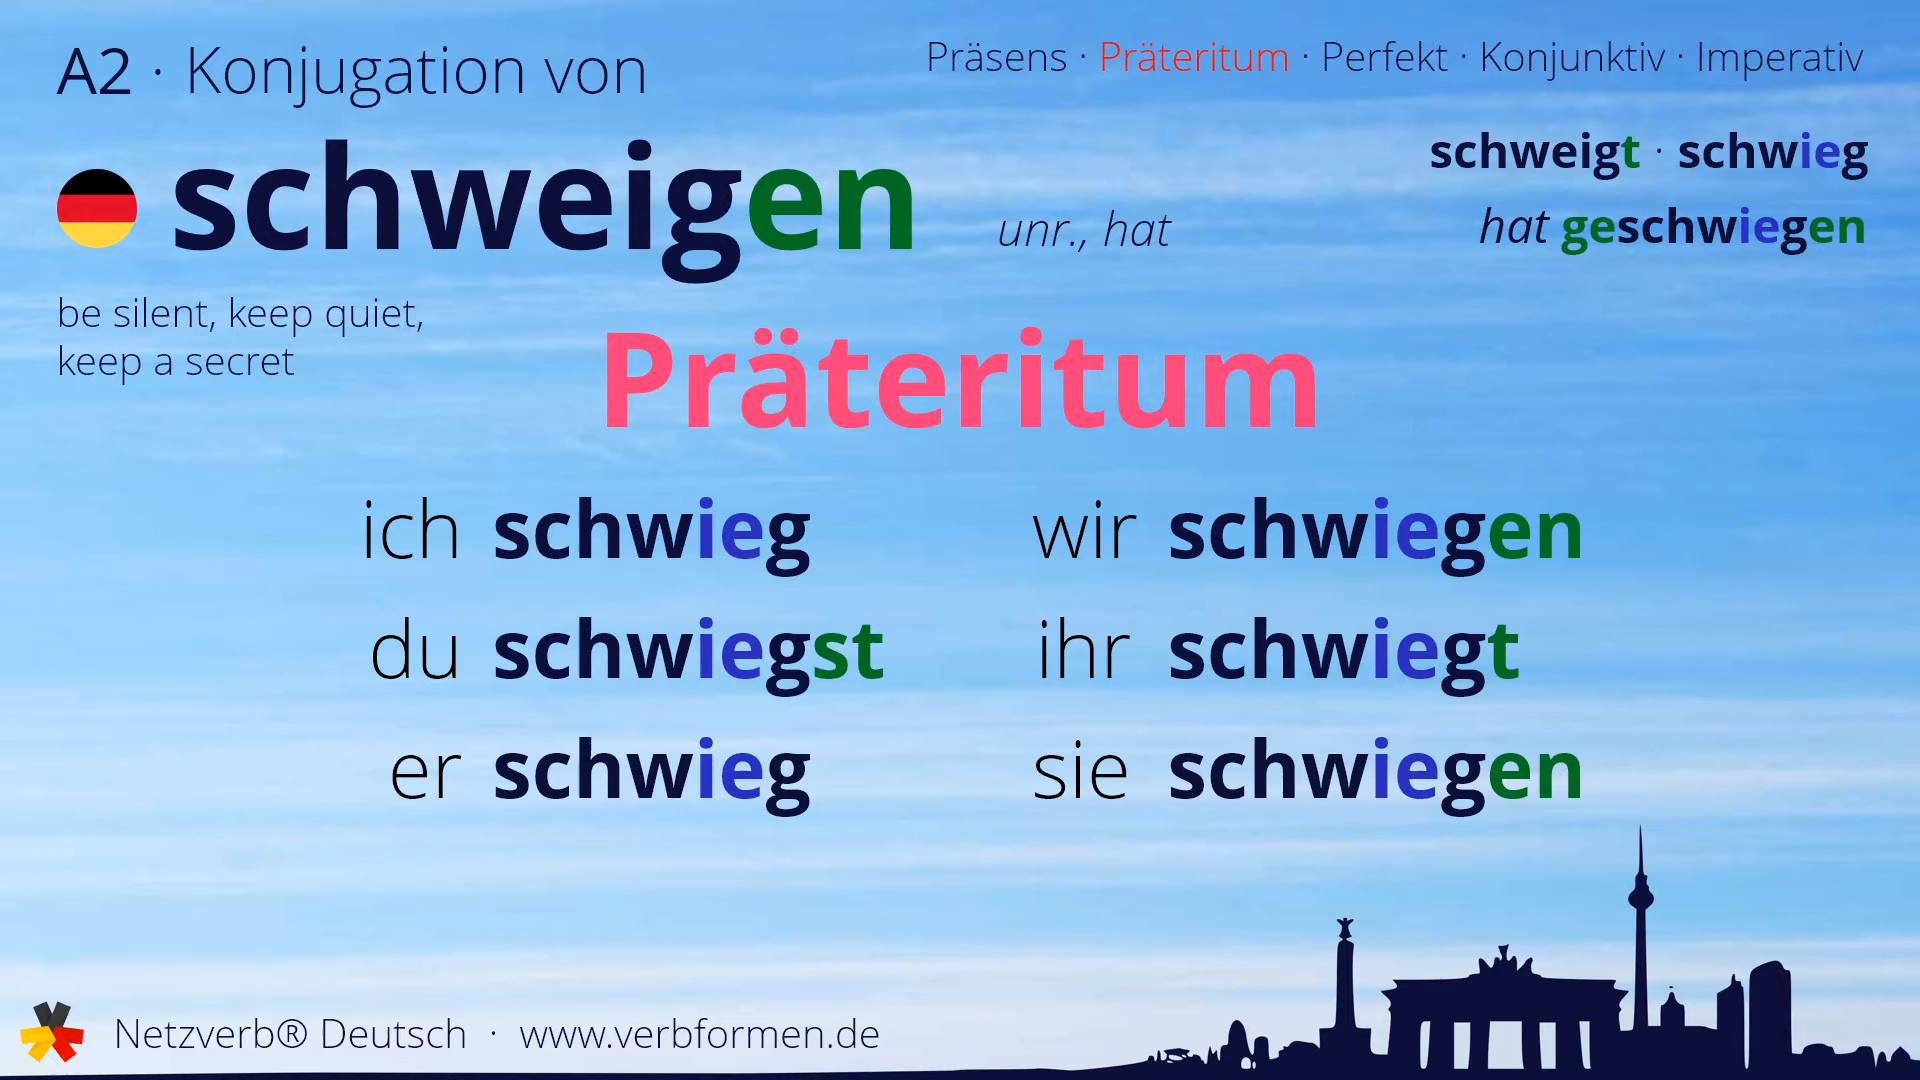 A2 · Konjugation von
Präsens · Präteritum · Perfekt · Konjunktiv · Imperativ
schweigen unr., hat
schweigt · schwieg
hat geschwiegen
be silent, keep quiet,
keep a secret
Präteritum
ich schwieg
du schwiegst
er schwieg
wir schwiegen
ihr schwiegt
sie schwiegen
Netzverb® Deutsch · www.verbformen.de